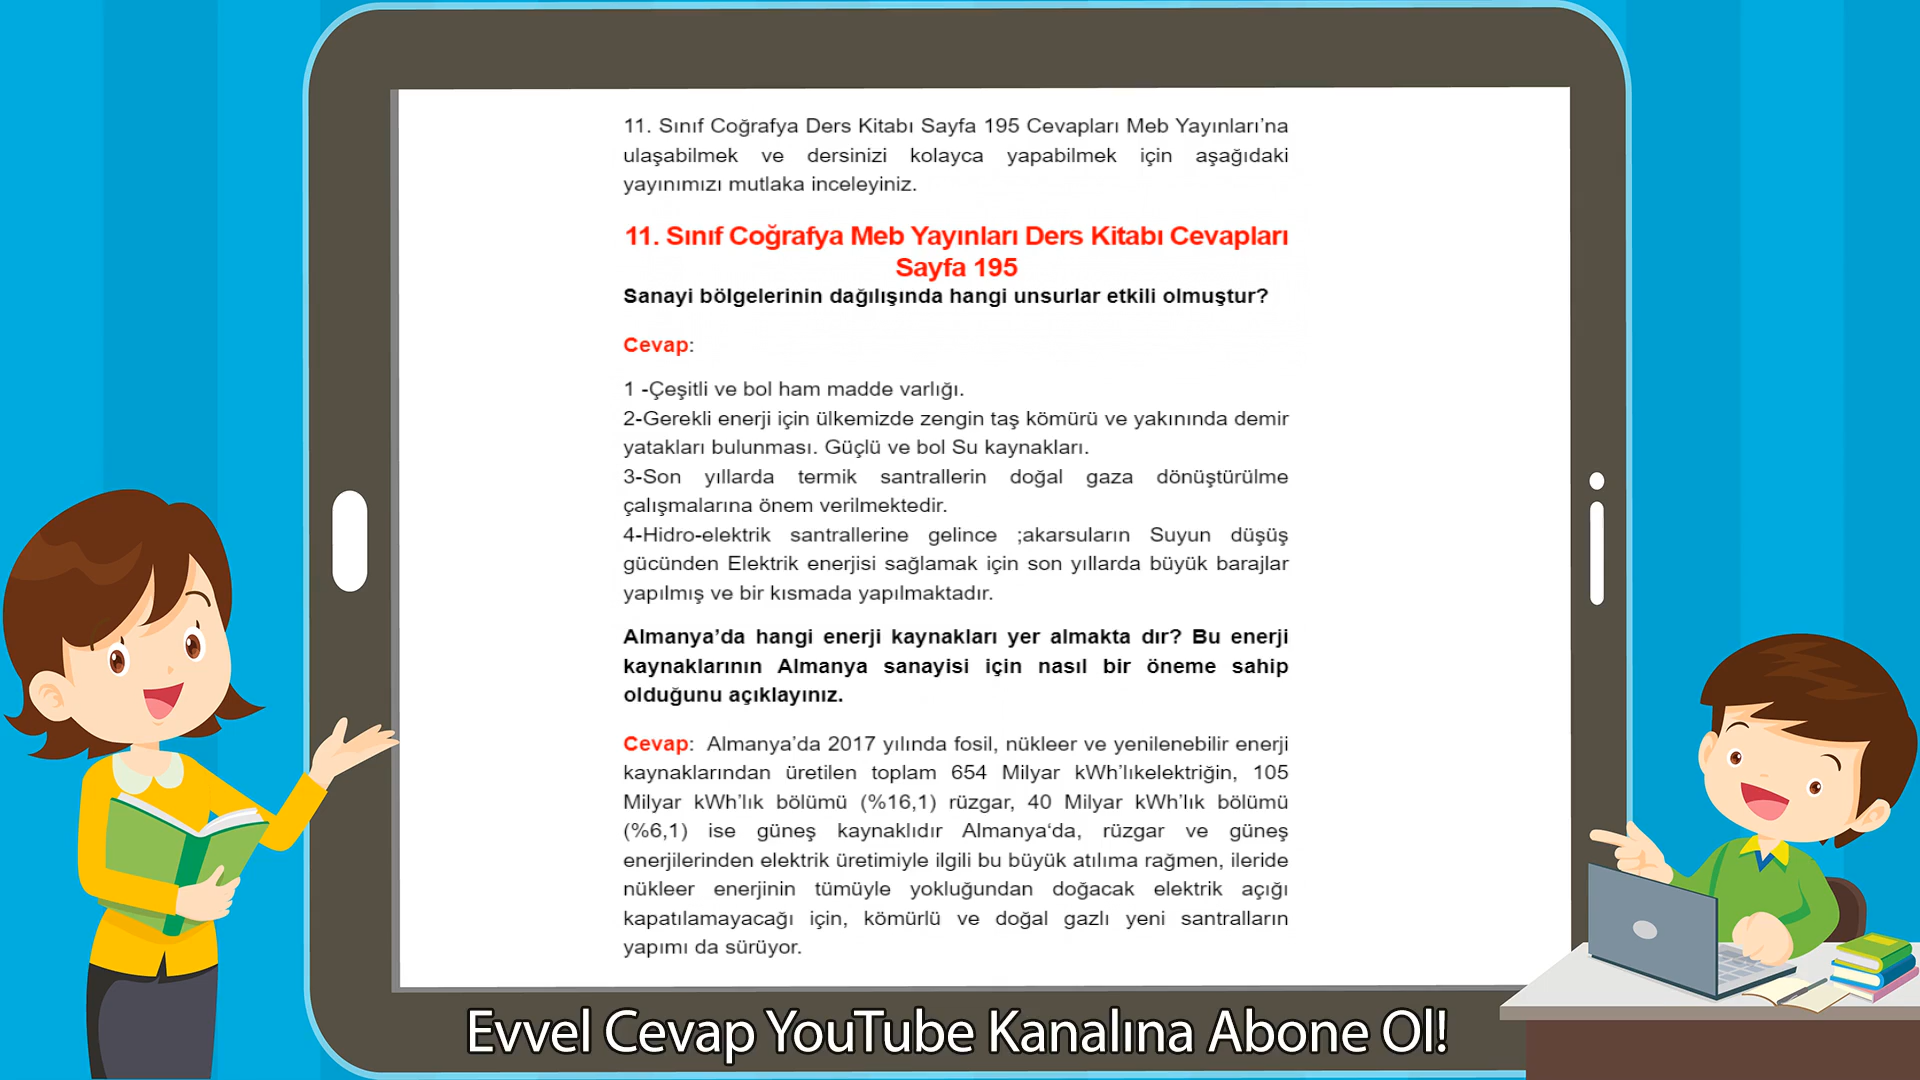 11. Sınıf Coğrafya Ders Kitabı Sayfa 195 Cevapları Meb Yayınları’na
ulaşabilmek ve dersinizi kolayca yapabilmek için aşağıdaki
yayınımızı mutlaka inceleyiniz.
11. Sınıf Coğrafya Meb Yayınları Ders Kitabı Cevapları
Sayfa 195
Sanayi bölgelerinin dağılışında hangi unsurlar etkili olmuştur?
Cevap:
1 -Çeşitli ve bol ham madde varlığı.
2-Gerekli enerji için ülkemizde zengin taş kömürü ve yakınında demir
yatakları bulunması. Güçlü ve bol Su kaynakları.
3-Son yıllarda termik santrallerin doğal gaza dönüştürülme
çalışmalarına önem verilmektedir.
4-Hidro-elektrik santrallerine gelince ;akarsuların Suyun düşüş
gücünden Elektrik enerjisi sağlamak için son yıllarda büyük barajlar
yapılmış ve bir kısmada yapılmaktadır.
Almanya’da hangi enerji kaynakları yer almakta dır? Bu enerji
kaynaklarının Almanya sanayisi için nasıl bir öneme sahip
olduğunu açıklayınız.
Cevap: Almanya’da 2017 yılında fosil, nükleer ve yenilenebilir enerji
kaynaklarından üretilen toplam 654 Milyar kWh’lıkelektriğin, 105
Milyar kWh’lık bölümü (%16,1) rüzgar, 40 Milyar kWh’lık bölümü
(%6,1) ise güneş kaynaklıdır Almanya‘da, rüzgar ve güneş
enerjilerinden elektrik üretimiyle ilgili bu büyük atılıma rağmen, ileride
nükleer enerjinin tümüyle yokluğundan doğacak elektrik açığı
kapatılamayacağı için, kömürlü ve doğal gazlı yeni santralların
yapımı da sürüyor.
Evvel Cevap YouTube Kanalına Abone Ol!